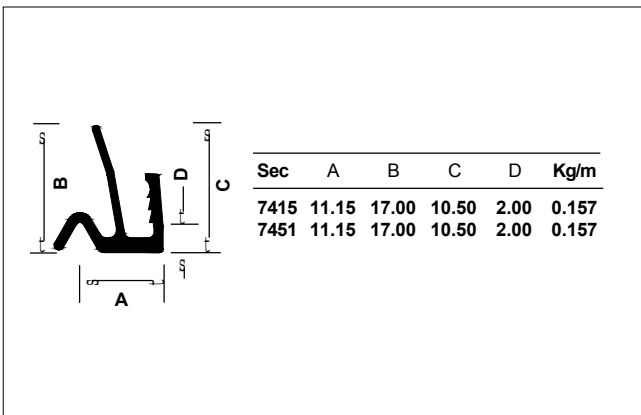 s s
B D C
t t t
s
A
Sec A B C D Kg/m
7415 11.15 17.00 10.50 2.00 0.157
7451 11.15 17.00 10.50 2.00 0.157